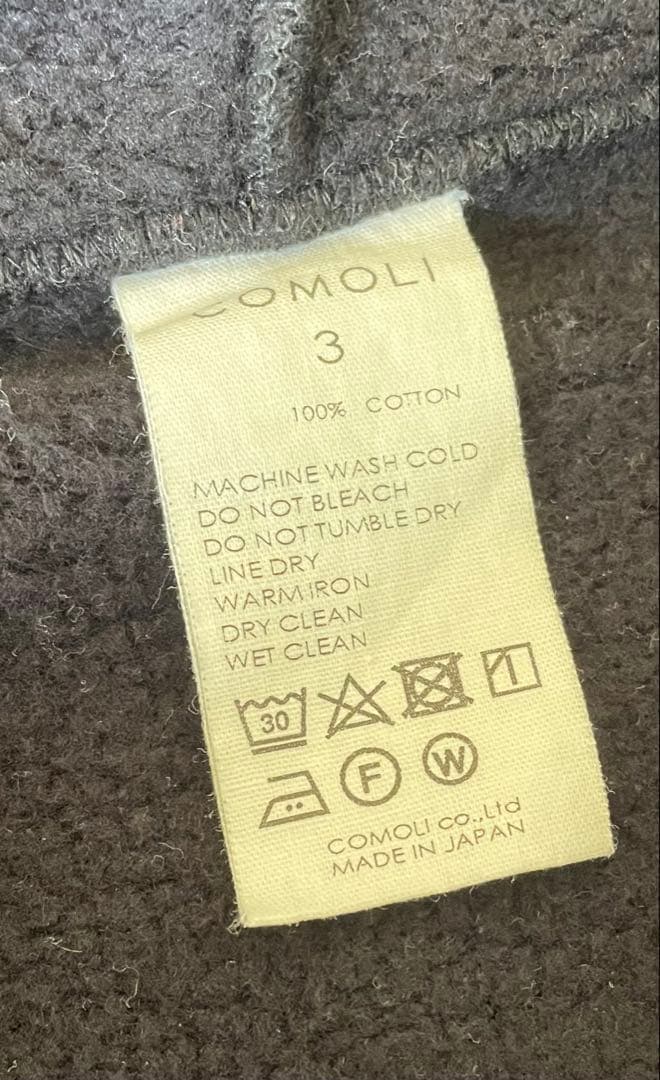 COMOLI
3
100% COTTON
MACHINE WASH COLD
DO NOT BLEACH
DO NOT TUMBLE DRY
LINE DRY
WARM IRON
DRY CLEAN
WET CLEAN
30
F W
COMOLI co.,Ltd
MADE IN JAPAN